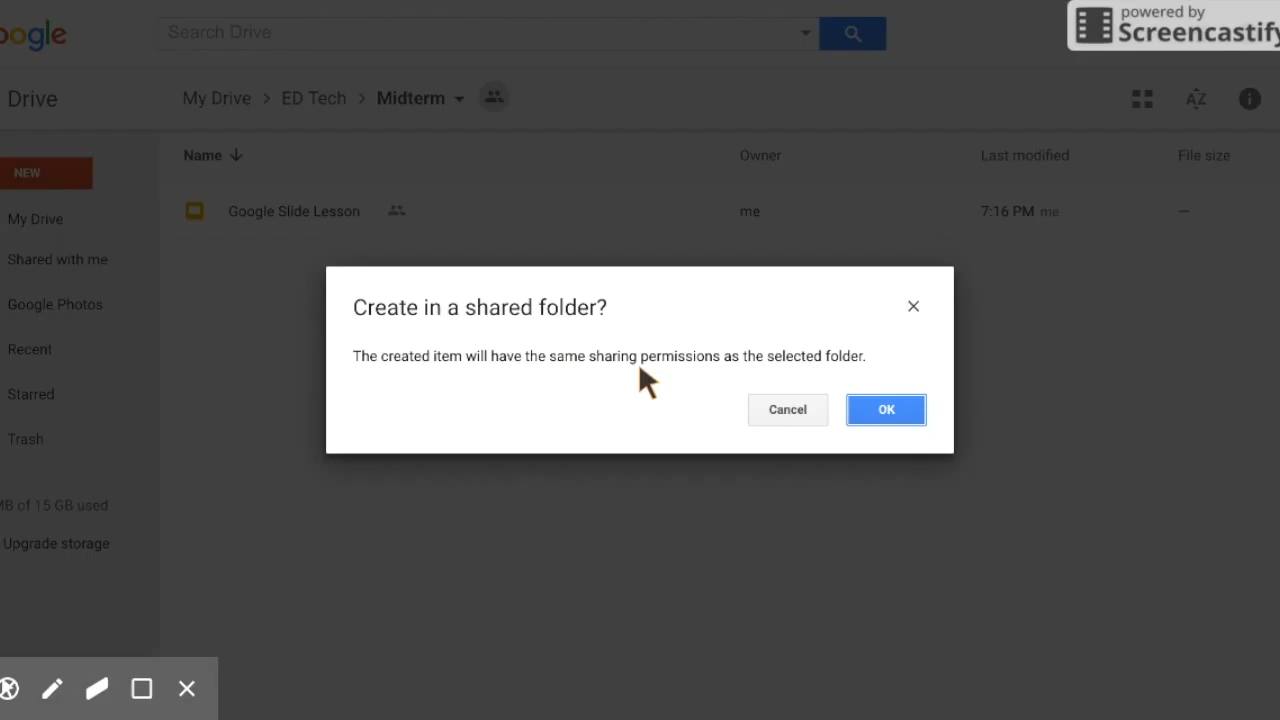 oogle
Search Drive
powered by
Screencastify
Drive
My Drive > ED Tech > Midterm
AZ
Name
Owner
Last modified
File size
NEW
Google Slide Lesson
me
7:16 PM me
—
My Drive
Shared with me
Google Photos
Recent
Starred
Trash
MB of 15 GB used
Upgrade storage
Create in a shared folder?
The created item will have the same sharing permissions as the selected folder.
Cancel
OK